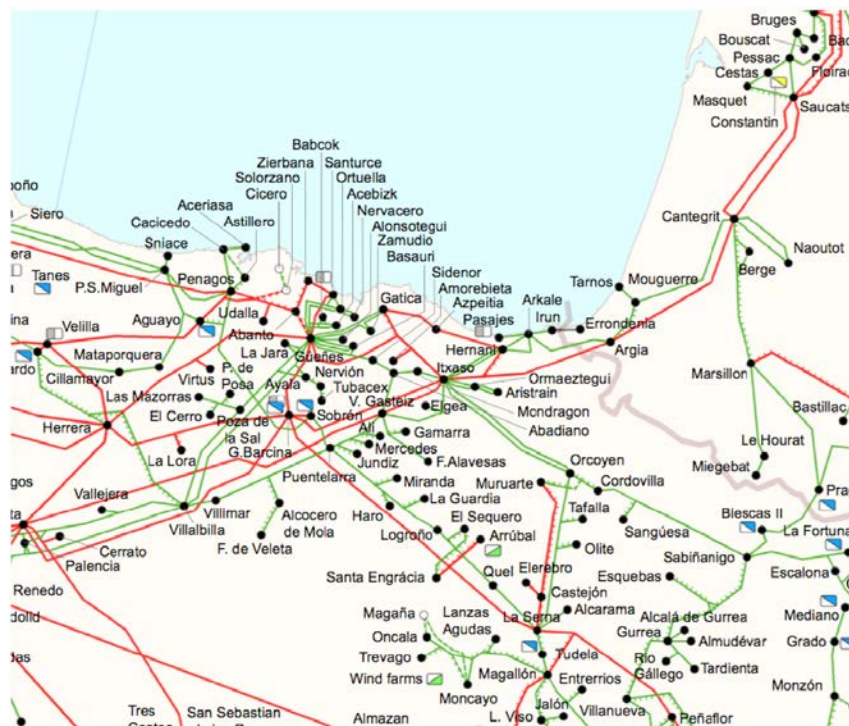 Bruges
Bouscat
Pessac
Cestas
Floirac
Masquet
Saucats
Constantin
Babcok
Zierbana
Santurce
Solorzano
Ortuella
Cicero
Acebizk
Nervacero
Aceriasa
Alonsotegui
Cacicedo
Astillero
Zamudio
Basauri
Siero
Sniace
Cantegrit
Naoutot
Berge
Penagos
Sidenor
Gatica
Amorebieta
Arkale
Tarnos
Mouguerre
Tanes
P.S.Miguel
Udalla
Azpeitia
Irun
Errondenia
Aguayo
Abanto
Pasajes
Velilla
La Jara
Hernani
Argia
Mataporquera
Güeñes
Itxaso
Cillamayor
Virtus
P. de
Posa
Nervión
Ormaeztegui
Marsillon
Las Mazorras
Ayala
Tubacex
Aristrain
V. Gasteiz
Elgea
Mondragon
El Cerro
Poza de
la Sal
Sobrón
Abadiano
Bastillac
Herrera
G.Barcina
Alí
Gamarra
La Lora
Mercedes
Le Hourat
Puentelarra
Jundiz
F.Alavesas
Orcoyen
Miegebat
Cordovilla
Vallejera
Miranda
Muruarte
La Guardia
Villimar
Haro
Tafalla
Blescas II
Villalbilla
Alcocero
de Mola
El Sequero
Sangúesa
La Fortuna
Cerrato
Logroño
Arrúbal
Olite
Sabiñanigo
Palencia
F. de Veleta
Elerebro
Escalona
Renedo
Santa Engrácia
Quel
Esquebas
Castejón
Mediano
Magaña
Lanzas
Agudas
La Serna
Alcarama
Alcalá de Gurrea
Gurrea
Almudévar
Grado
Oncala
Trevago
Tudela
Rio
Gállego
Tardienta
Wind farms
Magallón
Entrerrios
Moncayo
Monzón
Tres
San Sebastian
Almazan
L. Viso
Jalón
Villanueva
Peñaflor